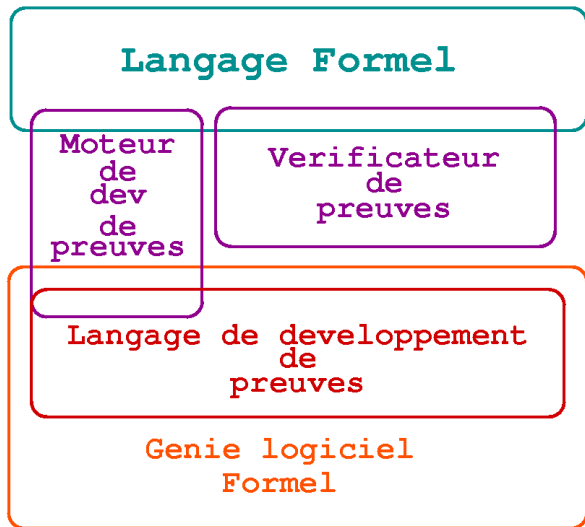 Langage Formel
Moteur
de
dev
de
preuves
Verificateur
de
preuves
Langage de developpement
de
preuves
Genie logiciel
Formel